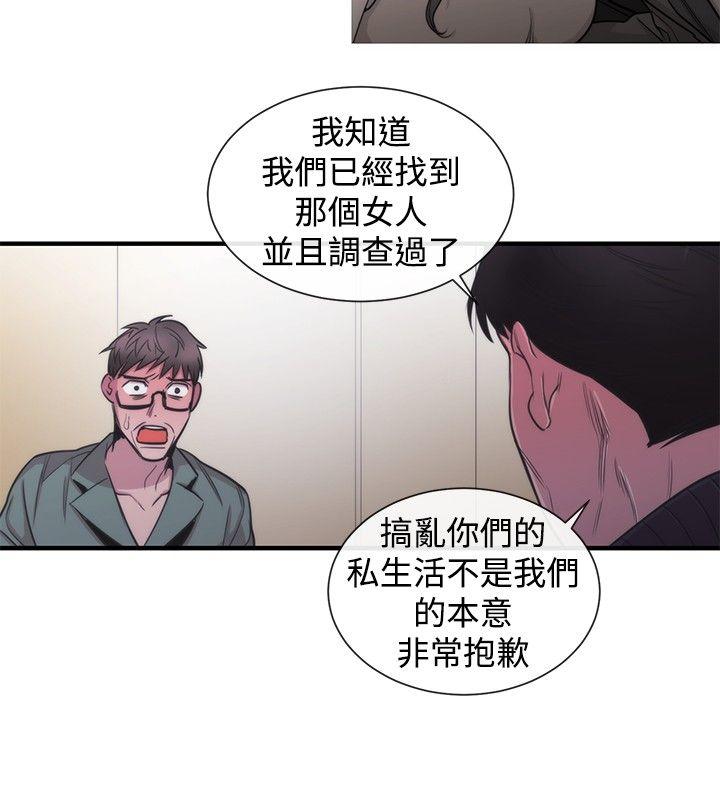 我知道
我們已經找到
那個女人
並且調查過了
搞亂你們的
私生活不是我們
的本意
非常抱歉